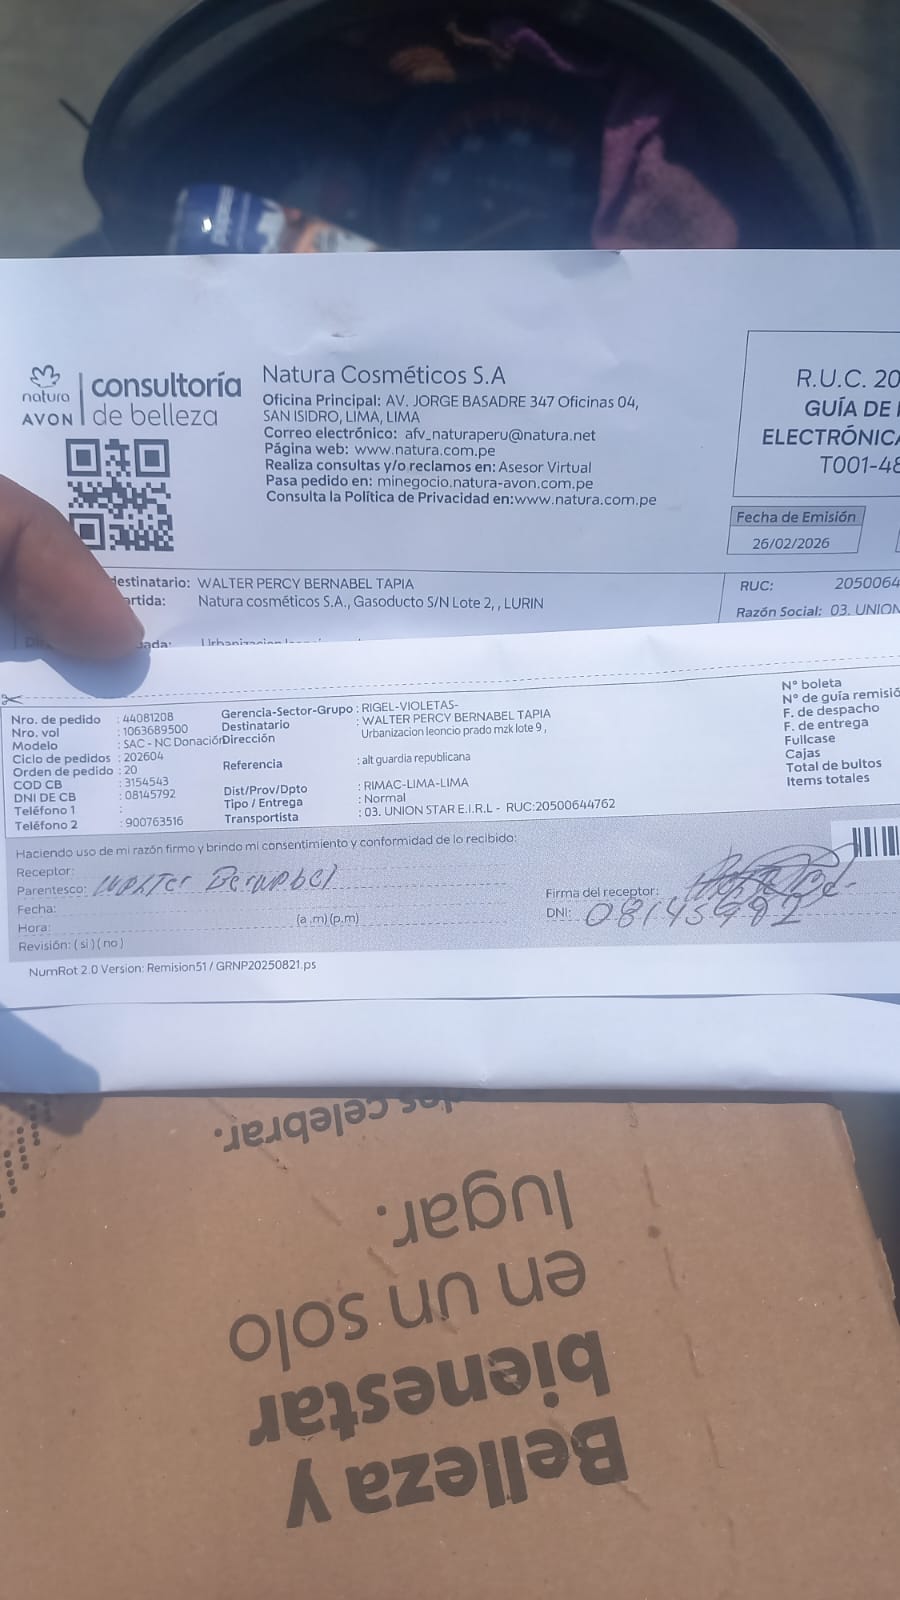 natura
AVON
consultoría
de belleza
Natura Cosméticos S.A
Oficina Principal: AV. JORGE BASADRE 347 Oficinas 04,
SAN ISIDRO, LIMA, LIMA
Correo electrónico: afv_naturaperu@natura.net
Página web: www.natura.com.pe
Realiza consultas y/o reclamos en: Asesor Virtual
Pasa pedido en: minegocio.natura-avon.com.pe
Consulta la Política de Privacidad en:www.natura.com.pe
R.U.C. 20
GUÍA DE
ELECTRÓNICA
T001-48
Fecha de Emisión
26/02/2026
destinatario: WALTER PERCY BERNABEL TAPIA
artida: Natura cosméticos S.A., Gasoducto S/N Lote 2, , LURIN
RUC: 2050064
Razón Social: 03. UNION
Nro. de pedido : 44081208
Nro. vol : 1063689500
Modelo : SAC - NC Donación
Ciclo de pedidos : 202604
Orden de pedido : 20
COD CB : 3154543
DNI DE CB : 08145792
Teléfono 1 :
Teléfono 2 : 900763516
Gerencia-Sector-Grupo : RIGEL-VIOLETAS-
Destinatario : WALTER PERCY BERNABEL TAPIA
Dirección Urbanizacion leoncio prado mzk lote 9 ,
Referencia : alt guardia republicana
Dist/Prov/Dpto : RIMAC-LIMA-LIMA
Tipo / Entrega : Normal
Transportista : 03. UNION STAR E.I.R.L - RUC:20500644762
N° boleta
N° de guía remisió
F. de despacho
F. de entrega
Fullcase
Cajas
Total de bultos
Items totales
Haciendo uso de mi razón firmo y brindo mi consentimiento y conformidad de lo recibido:
Receptor:
Parentesco: Walter Bernabel
Fecha:
Hora: (a .m) (p.m)
Revisión: ( si ) ( no )
Firma del receptor:
DNI:
NumRot 2.0 Version: Remision51 / GRNP20250821.ps
Belleza y
bienestar
en un solo
lugar.
celebrar.